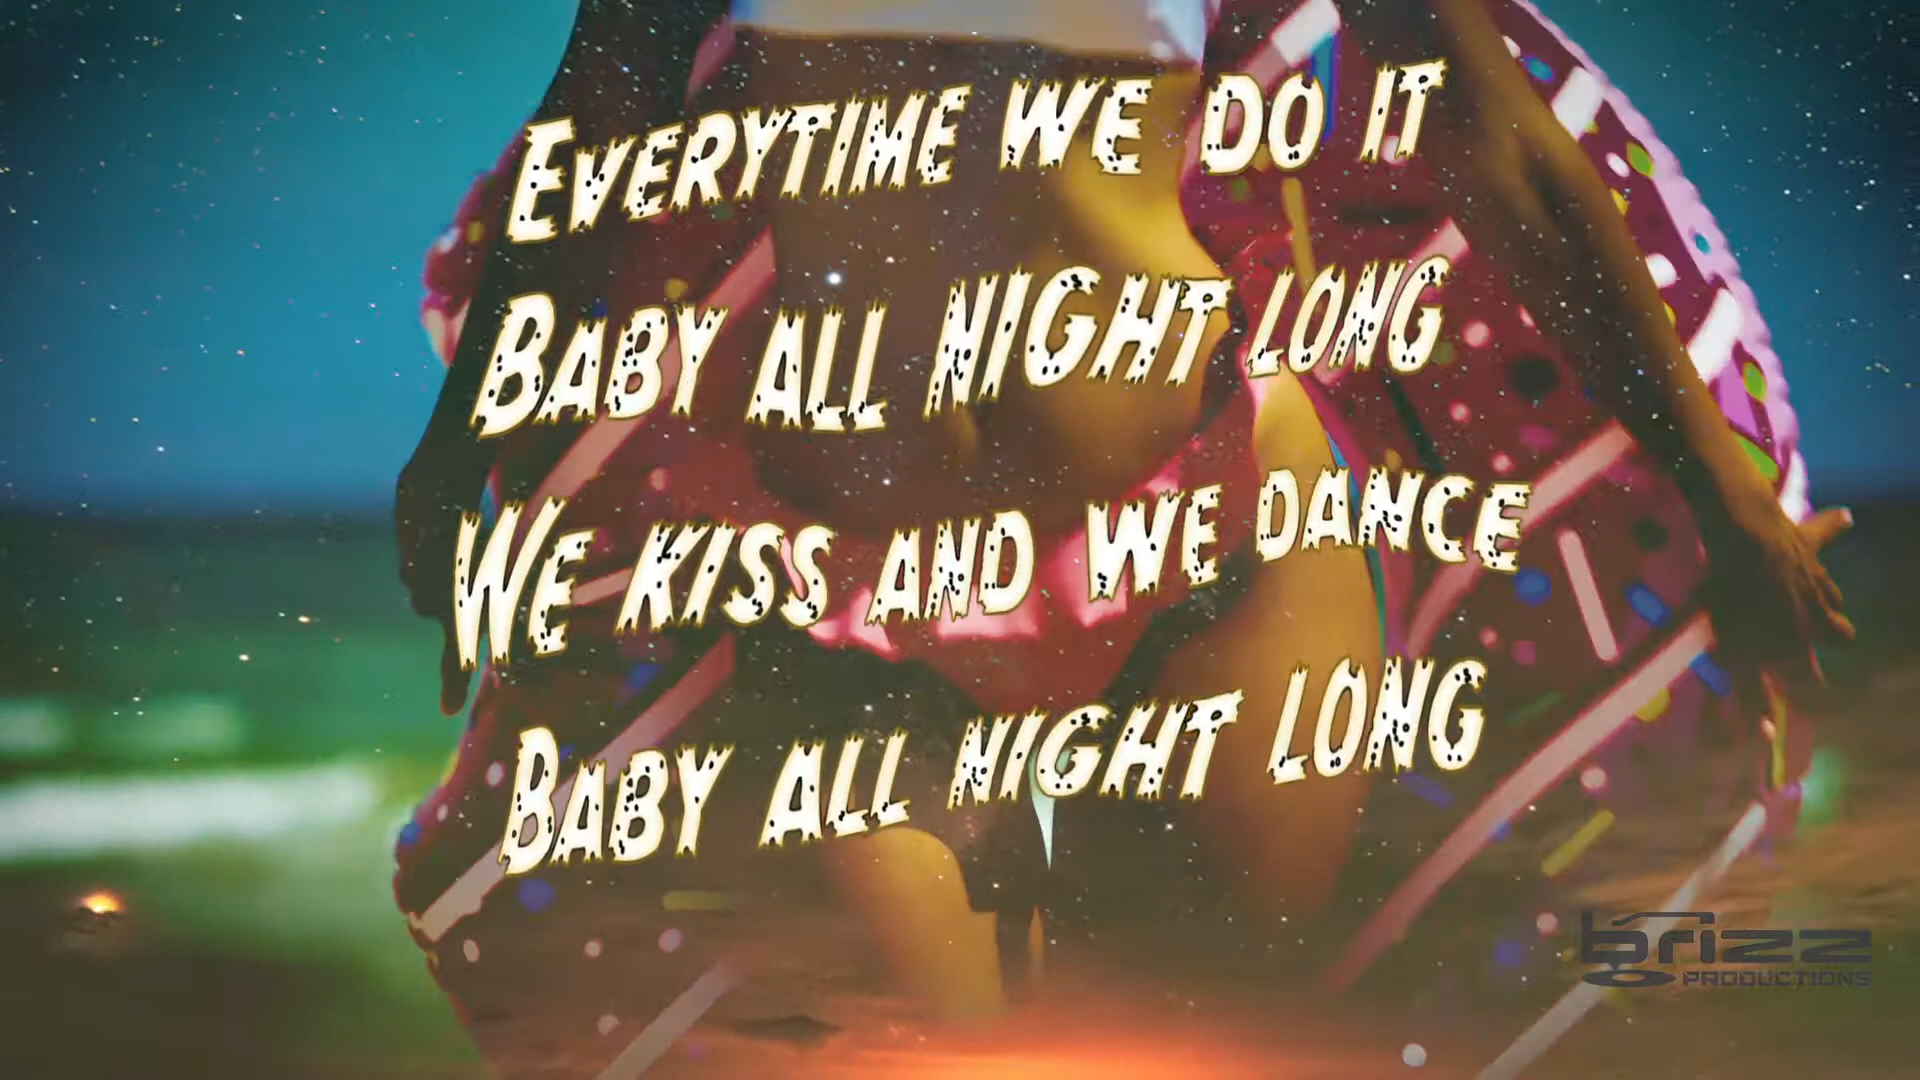 Everytime we do it
Baby all night long
We kiss and we dance
Baby all night long
brizz
PRODUCTIONS